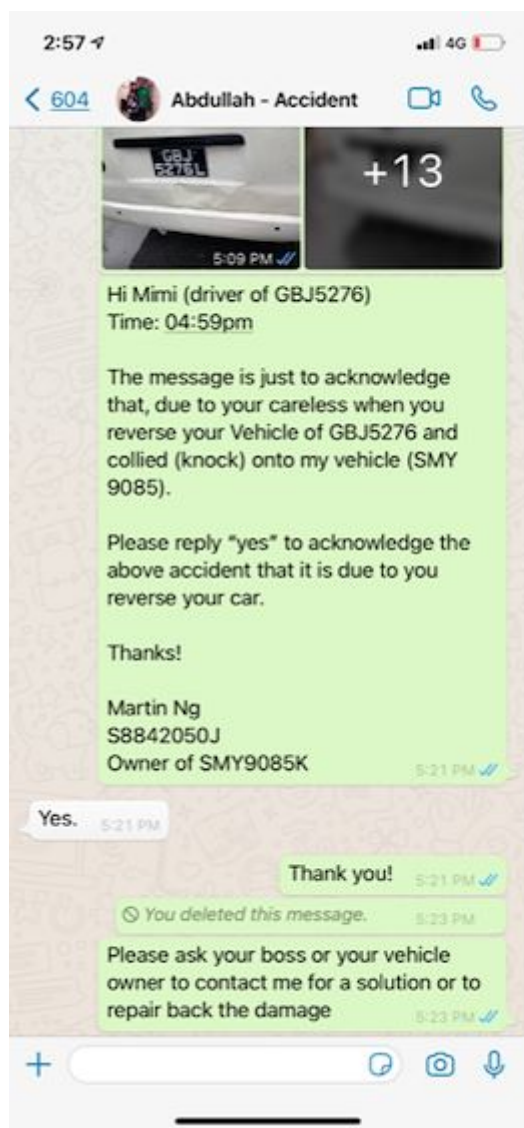 2:57
4G
604
Abdullah - Accident
GBJ
5276L
+13
5:09 PM
Hi Mimi (driver of GBJ5276)
Time: 04:59pm
The message is just to acknowledge
that, due to your careless when you
reverse your Vehicle of GBJ5276 and
collied (knock) onto my vehicle (SMY
9085).
Please reply “yes” to acknowledge the
above accident that it is due to you
reverse your car.
Thanks!
Martin Ng
S8842050J
Owner of SMY9085K
5:21 PM
Yes.
5:21 PM
Thank you!
5:21 PM
You deleted this message.
5:23 PM
Please ask your boss or your vehicle
owner to contact me for a solution or to
repair back the damage
5:23 PM